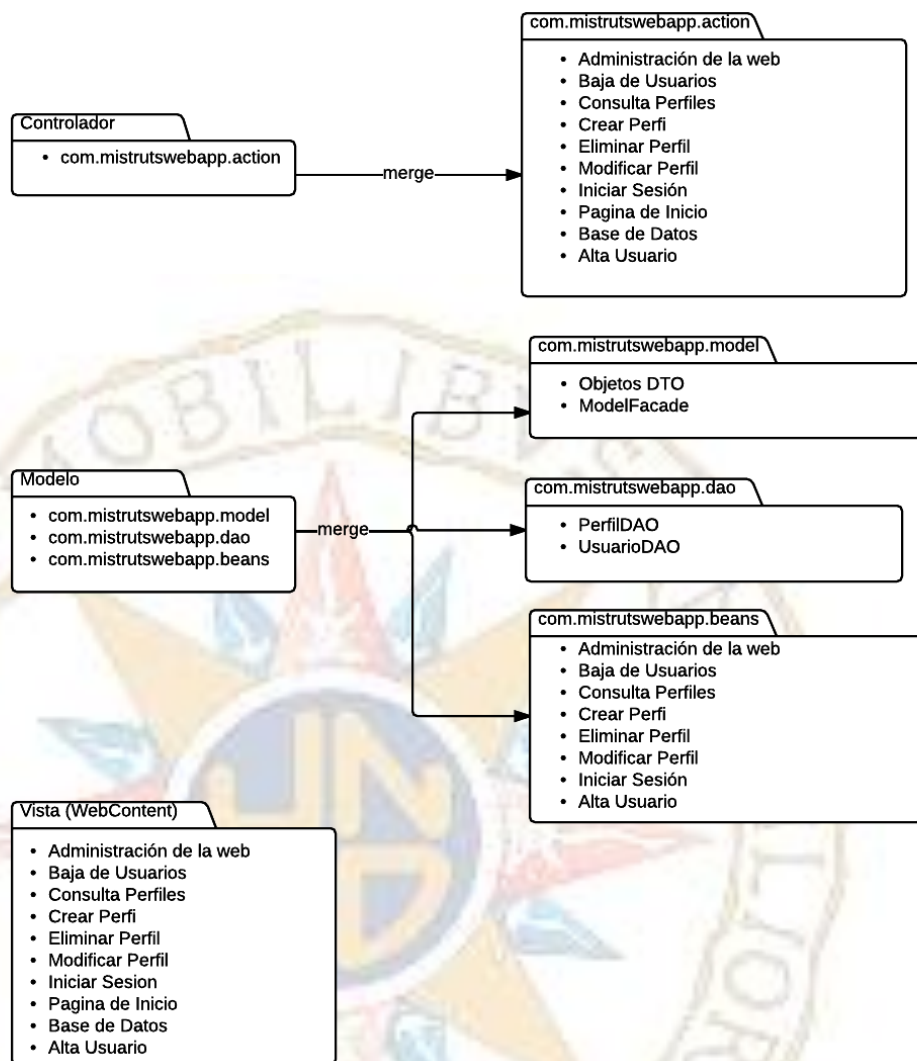 com.mistrutswebapp.action
• Administración de la web
• Baja de Usuarios
• Consulta Perfiles
• Crear Perfi
• Eliminar Perfil
• Modificar Perfil
• Iniciar Sesión
• Pagina de Inicio
• Base de Datos
• Alta Usuario
Controlador
• com.mistrutswebapp.action
merge
com.mistrutswebapp.model
• Objetos DTO
• ModelFacade
Modelo
• com.mistrutswebapp.model
• com.mistrutswebapp.dao
• com.mistrutswebapp.beans
merge
com.mistrutswebapp.dao
• PerfilDAO
• UsuarioDAO
com.mistrutswebapp.beans
• Administración de la web
• Baja de Usuarios
• Consulta Perfiles
• Crear Perfi
• Eliminar Perfil
• Modificar Perfil
• Iniciar Sesión
• Alta Usuario
Vista (WebContent)
• Administración de la web
• Baja de Usuarios
• Consulta Perfiles
• Crear Perfi
• Eliminar Perfil
• Modificar Perfil
• Iniciar Sesion
• Pagina de Inicio
• Base de Datos
• Alta Usuario